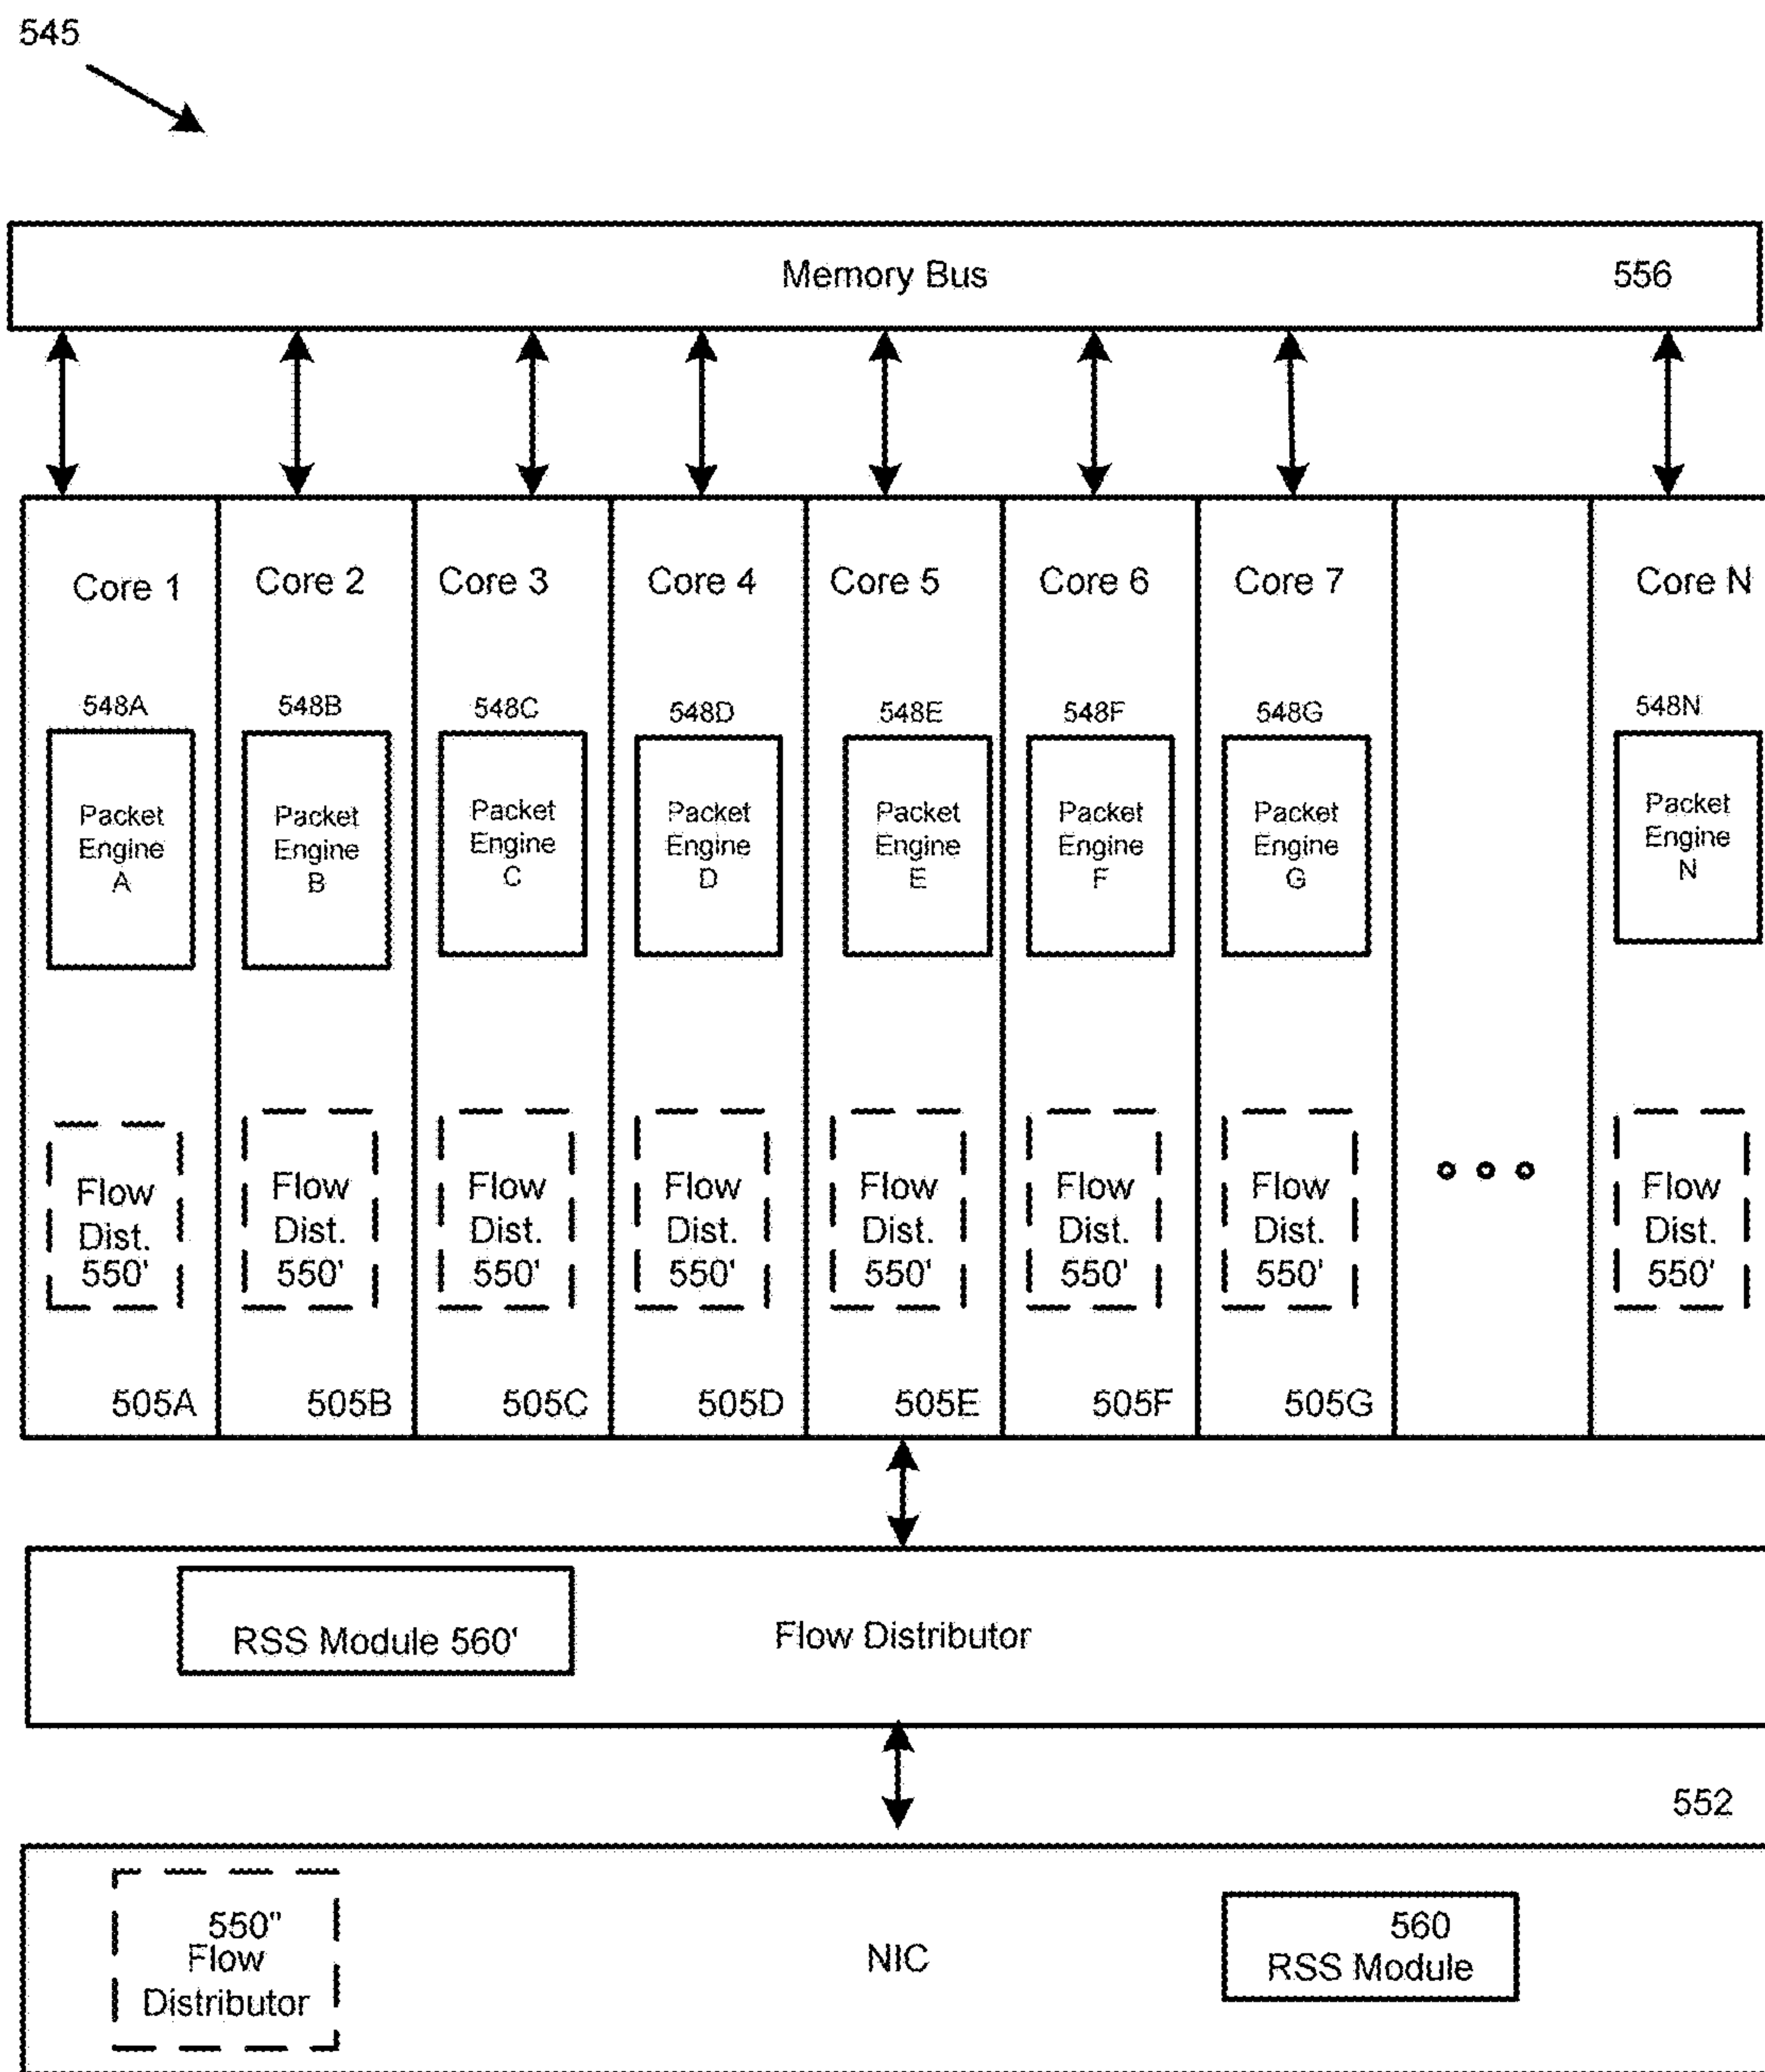 545
Memory Bus 556
Core 1 Core 2 Core 3 Core 4 Core 5 Core 6 Core 7 Core N
548A 548B 548C 548D 548E 548F 548G 548N
Packet Engine A
Packet Engine B
Packet Engine C
Packet Engine D
Packet Engine E
Packet Engine F
Packet Engine G
Packet Engine N
Flow Dist. 550'
Flow Dist. 550'
Flow Dist. 550'
Flow Dist. 550'
Flow Dist. 550'
Flow Dist. 550'
Flow Dist. 550'
Flow Dist. 550'
505A 505B 505C 505D 505E 505F 505G
RSS Module 560' Flow Distributor
552
550"
Flow
Distributor
NIC
560
RSS Module